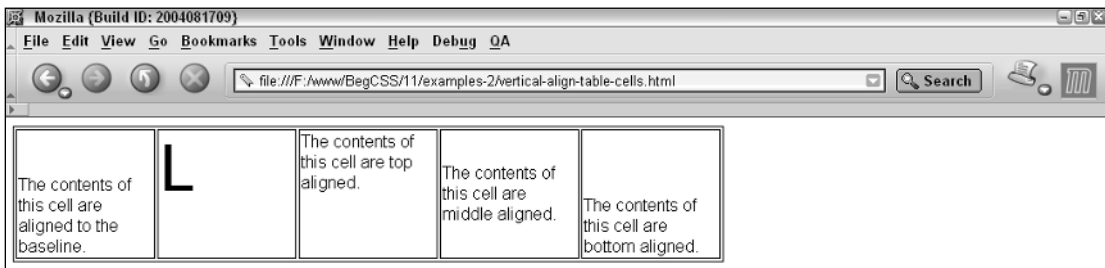 Mozilla {Build ID: 2004081709}
File Edit View Go Bookmarks Tools Window Help Debug QA
file:///F:/www/BegCSS/11/examples-2/vertical-align-table-cells.html Search
The contents of
this cell are
aligned to the
baseline.
L
The contents of
this cell are top
aligned.
The contents of
this cell are
middle aligned.
The contents of
this cell are
bottom aligned.